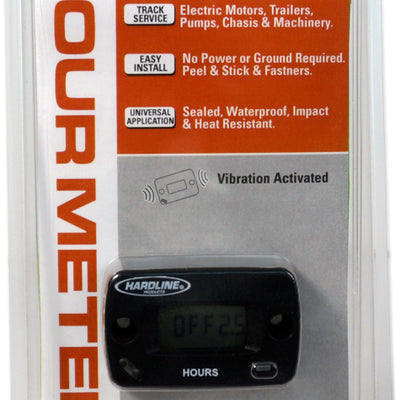 OUR METER
TRACK
SERVICE
Electric Motors, Trailers,
Pumps, Chasis & Machinery.
EASY
INSTALL
No Power or Ground Required.
Peel & Stick & Fastners.
UNIVERSAL
APPLICATION
Sealed, Waterproof, Impact
& Heat Resistant.
Vibration Activated
HARDLINE®
PRODUCTS
OFF25
HOURS